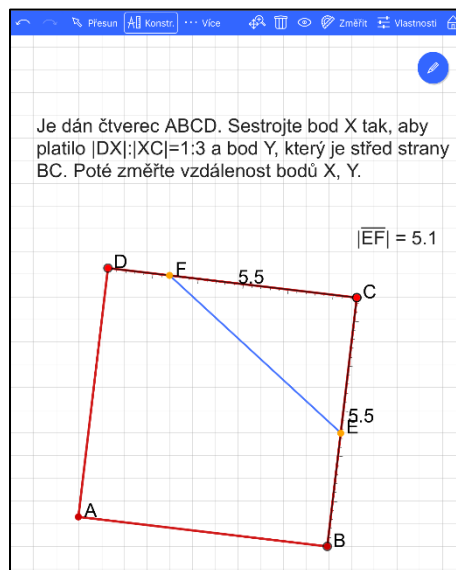 Přesun Konstr. ··· Více Změřit Vlastnosti
Je dán čtverec ABCD. Sestrojte bod X tak, aby
platilo |DX|:|XC|=1:3 a bod Y, který je střed strany
BC. Poté změřte vzdálenost bodů X, Y.
|EF| = 5.1
D F 5.5
C
5.5
E
A
B